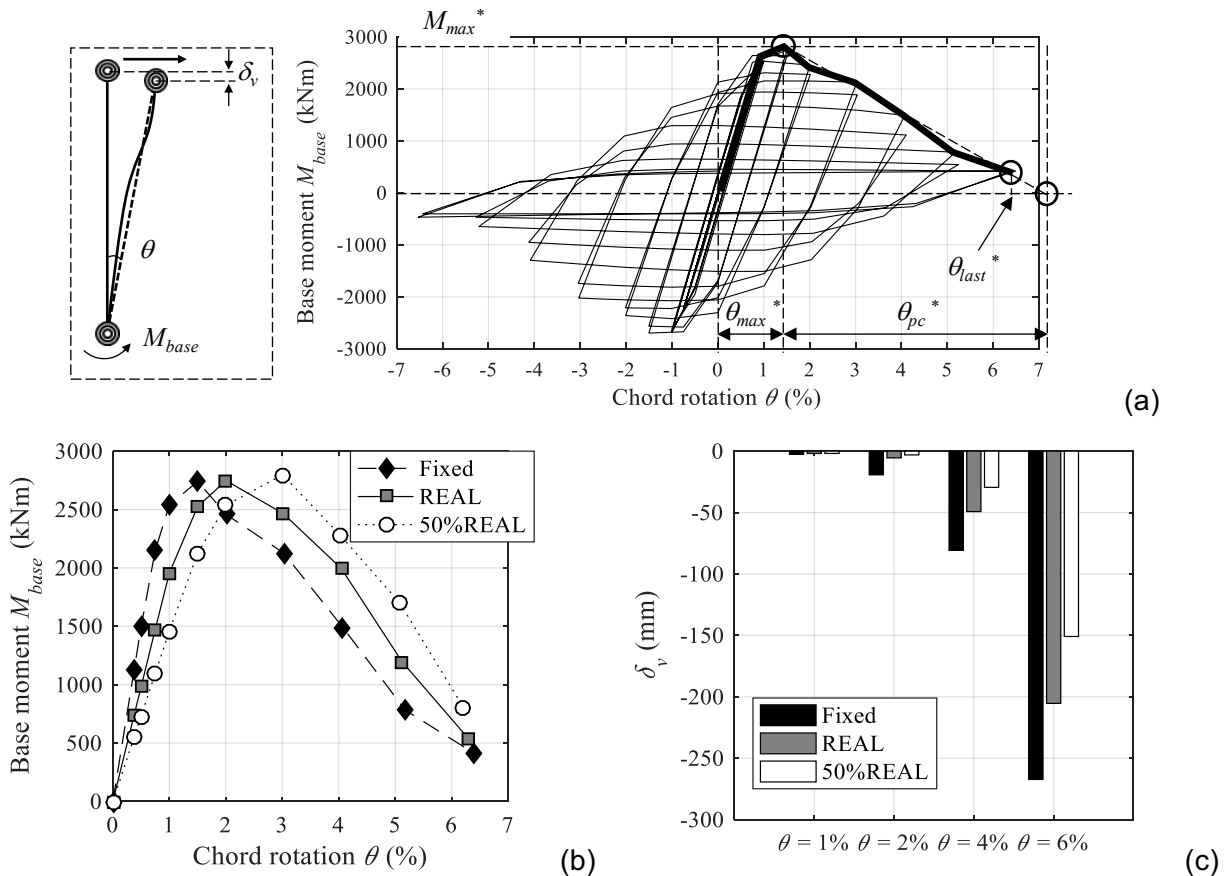 δv
θ
Mbase
Mmax*
3000
2000
1000
0
-1000
-2000
-3000
Base moment Mbase (kNm)
θmax*
θpc*
θlast*
-7 -6 -5 -4 -3 -2 -1 0 1 2 3 4 5 6 7
Chord rotation θ (%)
(a)
3000
2500
2000
1500
1000
500
0
Base moment Mbase (kNm)
Fixed
REAL
50%REAL
0 1 2 3 4 5 6 7
Chord rotation θ (%)
(b)
0
-50
-100
-150
-200
-250
-300
δv (mm)
Fixed
REAL
50%REAL
θ = 1% θ = 2% θ = 4% θ = 6%
(c)